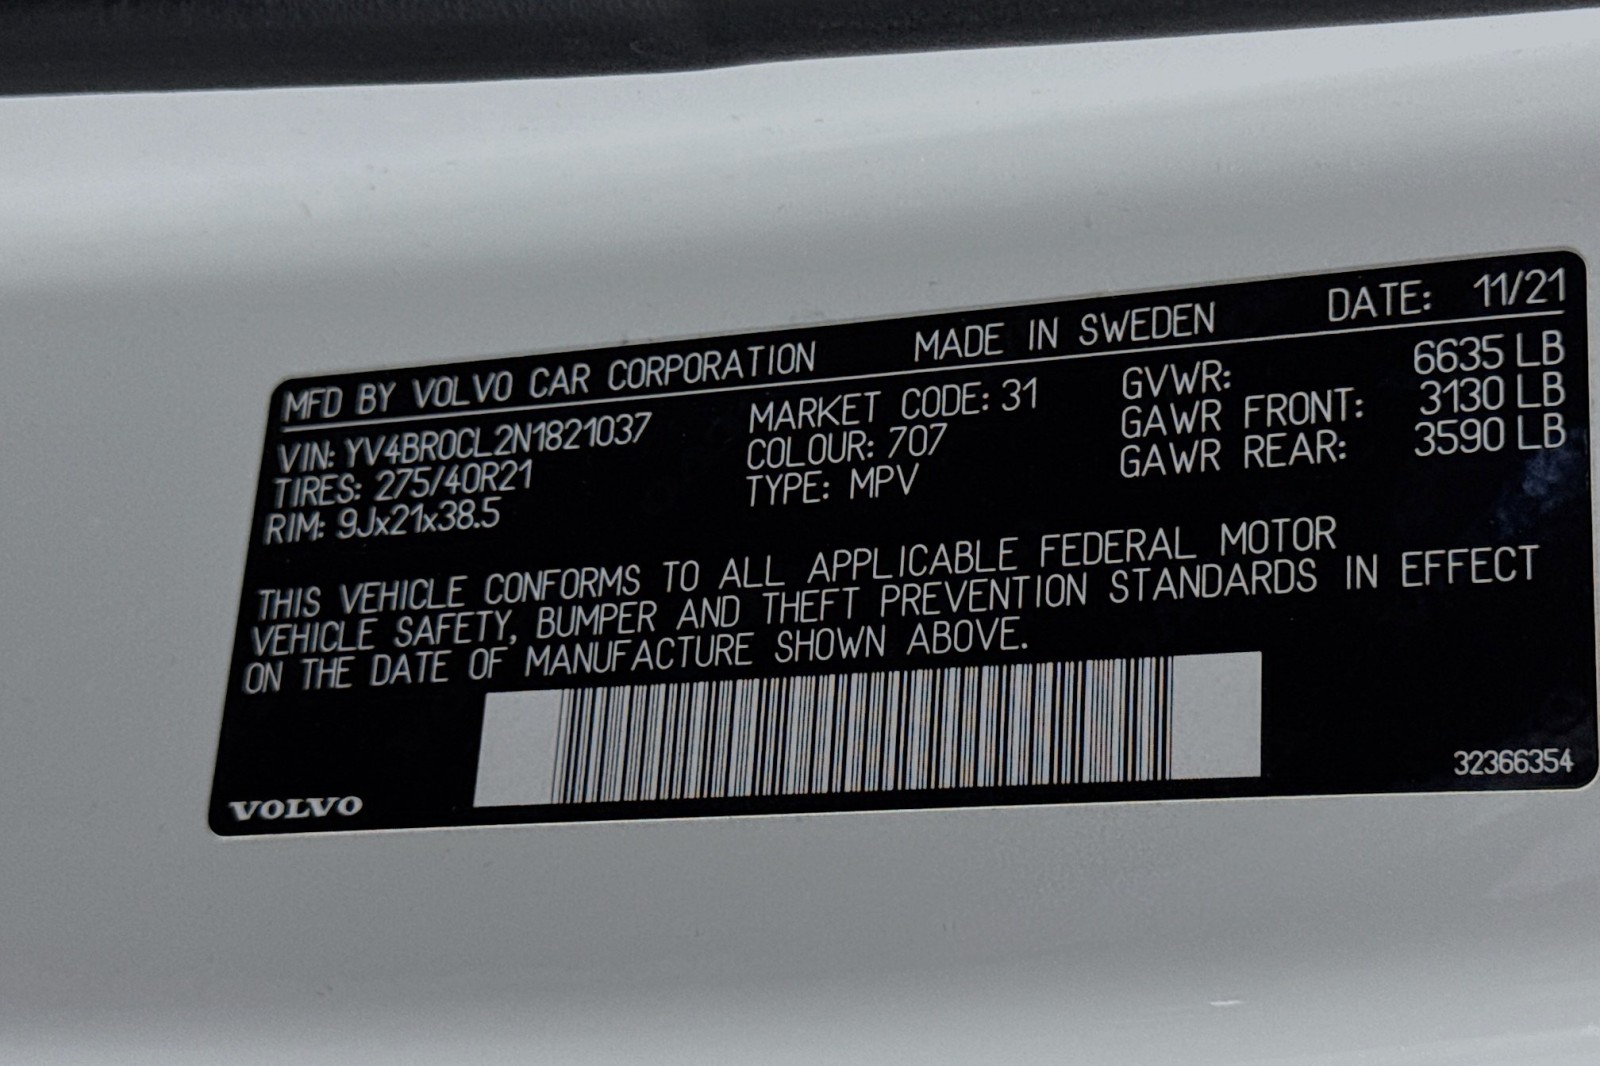 MFD BY VOLVO CAR CORPORATION MADE IN SWEDEN DATE: 11/21
VIN: YV4BR0CL2N1821037 MARKET CODE: 31 GVWR: 6635 LB
TIRES: 275/40R21 COLOUR: 707 GAWR FRONT: 3130 LB
RIM: 9Jx21x38.5 TYPE: MPV GAWR REAR: 3590 LB
THIS VEHICLE CONFORMS TO ALL APPLICABLE FEDERAL MOTOR
VEHICLE SAFETY, BUMPER AND THEFT PREVENTION STANDARDS IN EFFECT
ON THE DATE OF MANUFACTURE SHOWN ABOVE.
VOLVO 32366354